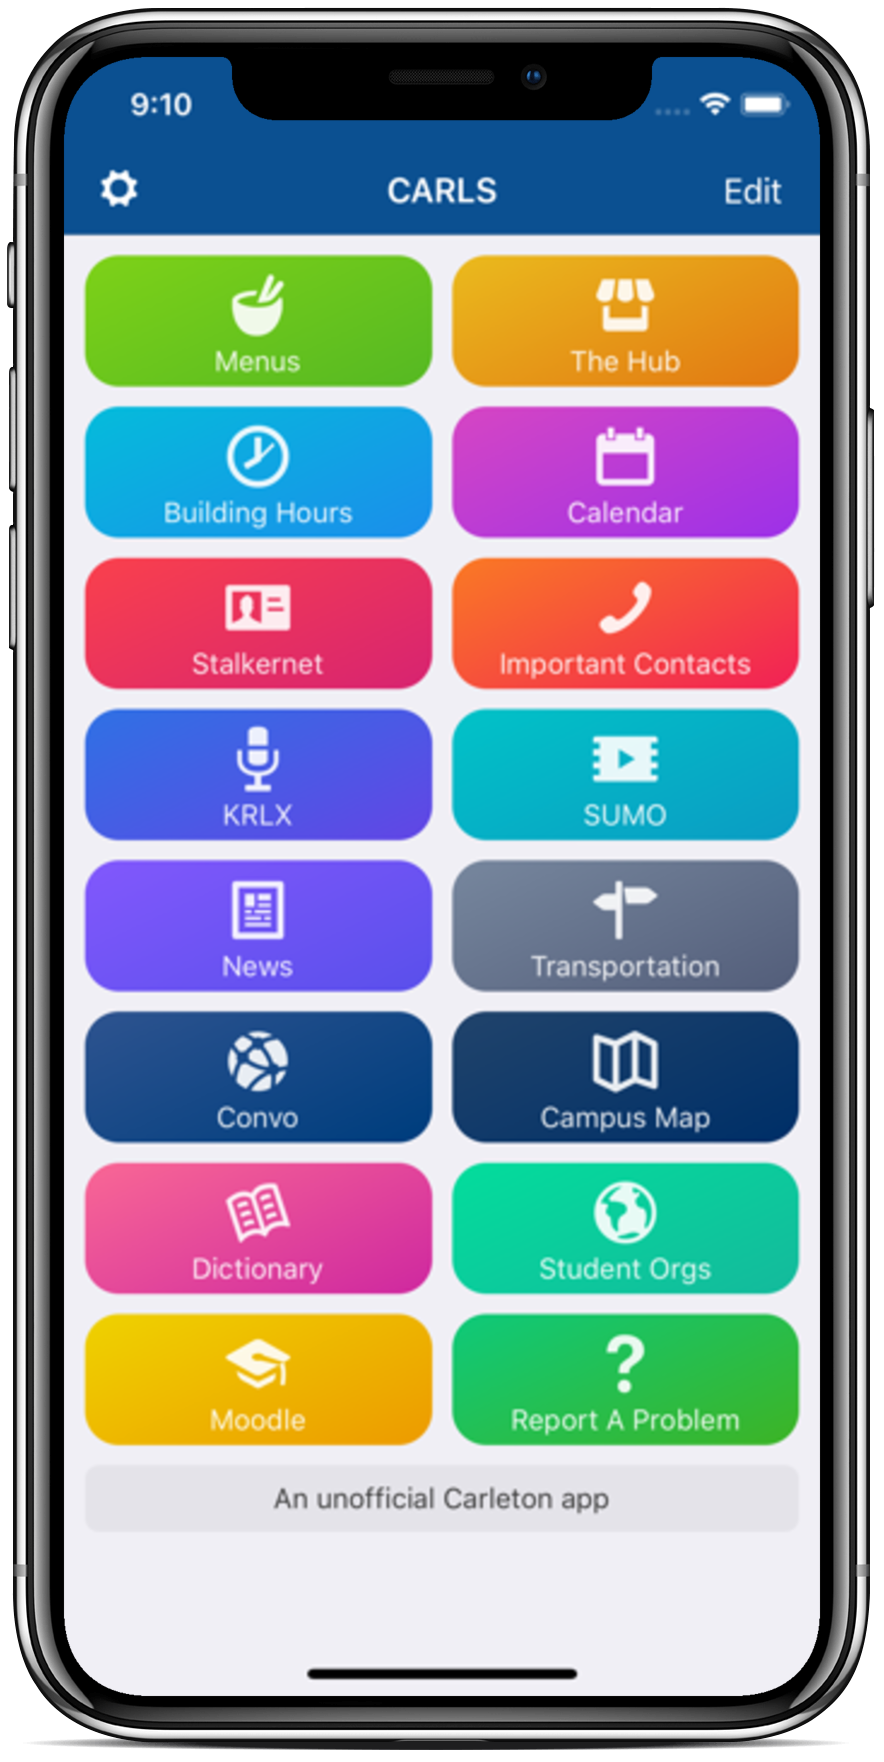 9:10
CARLS
Edit
Menus
The Hub
Building Hours
Calendar
Stalkernet
Important Contacts
KRLX
SUMO
News
Transportation
Convo
Campus Map
Dictionary
Student Orgs
Moodle
Report A Problem
An unofficial Carleton app